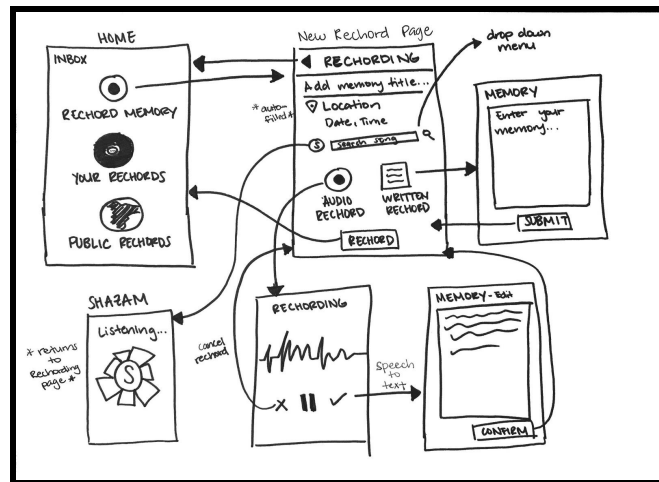 HOME
INBOX
RECHORD MEMORY
YOUR RECHORDS
PUBLIC RECHORDS
New Rechord Page
RECHORDING
Add memory title...
Location
Date, Time
* auto-
filled *
S
search song
drop down
menu
AUDIO
RECHORD
WRITTEN
RECHORD
RECHORD
MEMORY
Enter your
memory...
SUBMIT
SHAZAM
Listening...
S
* returns
to
Rechording
page *
cancel
rechord
RECHORDING
speech
to
text
MEMORY - Edit
CONFIRM